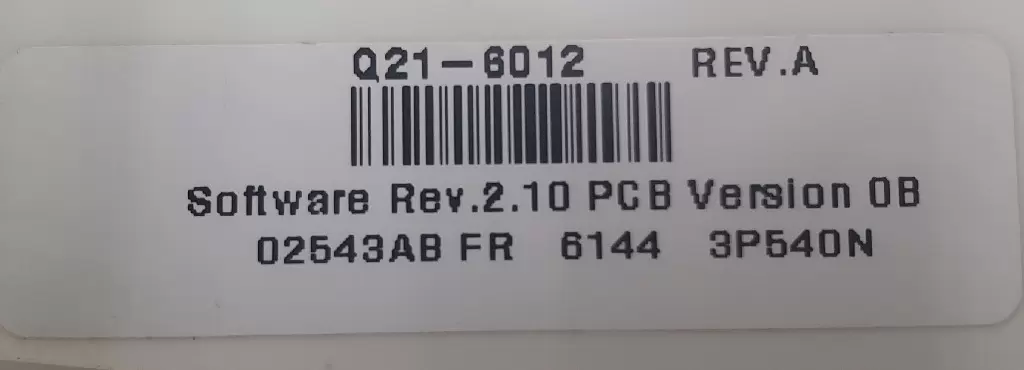 Q21-6012 REV.A
Software Rev.2.10 PCB Version 0B
02543AB FR 6144 3P540N